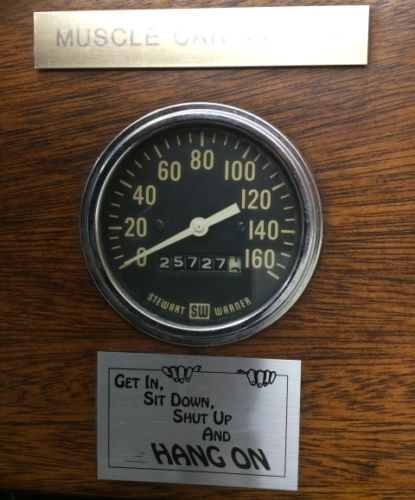 MUSCLE CAR
0 20 40 60 80 100 120 140 160
25727
STEWART SW WARNER
GET IN,
SIT DOWN,
SHUT UP
AND
HANG ON